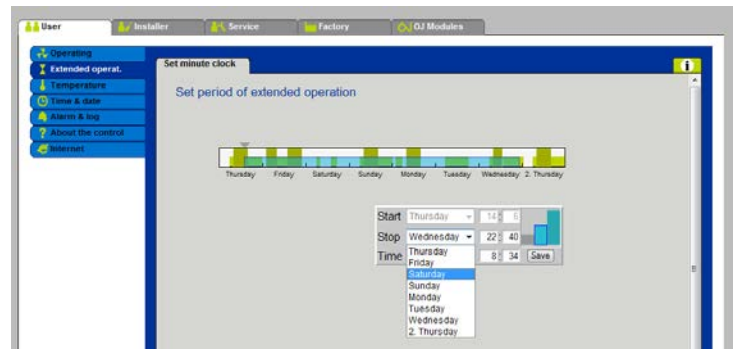 User Installer Service Factory OJ Modules
Operating
Extended operat.
Temperature
Time & date
Alarm & log
About the control
Internet
Set minute clock
i
Set period of extended operation
Thursday Friday Saturday Sunday Monday Tuesday Wednesday 2. Thursday
Start Thursday 14 : 6
Stop Wednesday 22 : 40
Time 8 : 34 Save
Thursday
Friday
Saturday
Sunday
Monday
Tuesday
Wednesday
2. Thursday